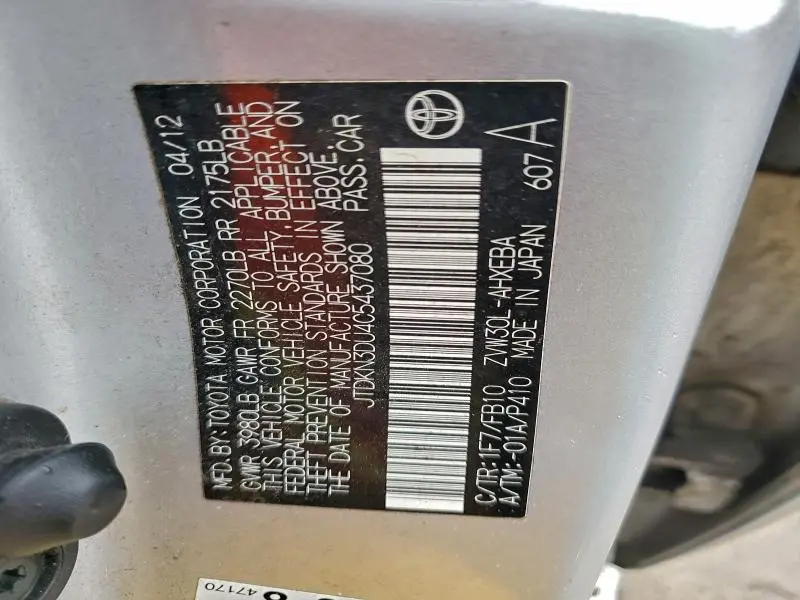 MFD. BY: TOYOTA MOTOR CORPORATION 04/12
GVWR 3980LB GAWR FR 2270LB RR 2175LB
THIS VEHICLE CONFORMS TO ALL APPLICABLE
FEDERAL MOTOR VEHICLE SAFETY, BUMPER, AND
THEFT PREVENTION STANDARDS IN EFFECT ON
THE DATE OF MANUFACTURE SHOWN ABOVE.
JTDKN3DU4C5437080 PASS. CAR
C/TR: 1F7/FB10 ZVW30L-AHXEBA
A/TM: -01A/P410 MADE IN JAPAN 607 A
47170